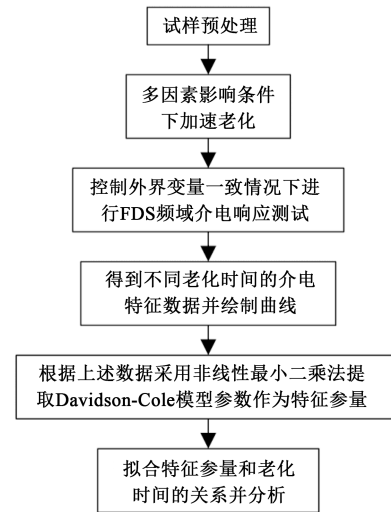 试样预处理
多因素影响条件
下加速老化
控制外界变量一致情况下进
行FDS频域介电响应测试
得到不同老化时间的介电
特征数据并绘制曲线
根据上述数据采用非线性最小二乘法提
取Davidson-Cole模型参数作为特征参量
拟合特征参量和老化
时间的关系并分析